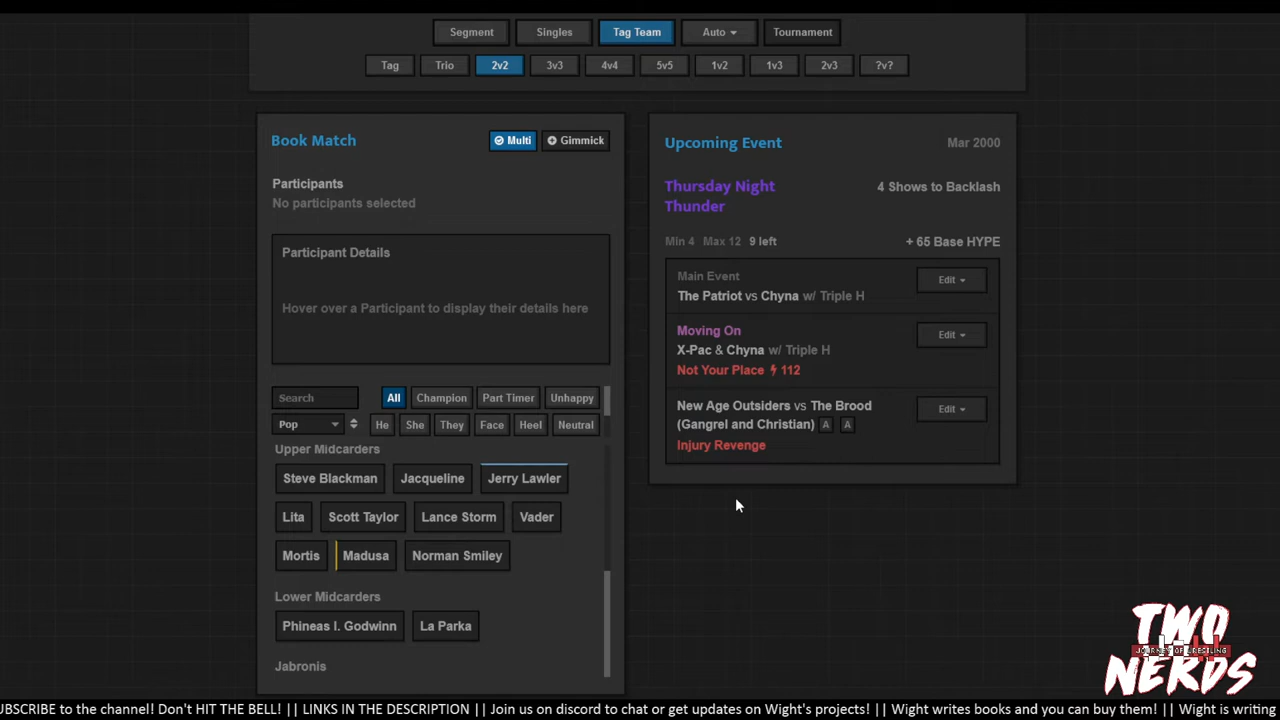 Segment Singles Tag Team Auto Tournament
Tag Trio 2v2 3v3 4v4 5v5 1v2 1v3 2v3 ?v?
Book Match Multi Gimmick
Participants
No participants selected
Participant Details
Hover over a Participant to display their details here
Search All Champion Part Timer Unhappy
Pop He She They Face Heel Neutral
Upper Midcarders
Steve Blackman Jacqueline Jerry Lawler
Lita Scott Taylor Lance Storm Vader
Mortis Madusa Norman Smiley
Lower Midcarders
Phineas I. Godwinn La Parka
Jabronis
Upcoming Event Mar 2000
Thursday Night
Thunder
4 Shows to Backlash
Min 4 Max 12 9 left + 65 Base HYPE
Main Event
The Patriot vs Chyna w/ Triple H
Edit
Moving On
X-Pac & Chyna w/ Triple H
Not Your Place 112
Edit
New Age Outsiders vs The Brood
(Gangrel and Christian) A A
Injury Revenge
Edit
TWO
JOURNEY OF WRESTLING
NERDS
UBSCRIBE to the channel! Don't HIT THE BELL! || LINKS IN THE DESCRIPTION || Join us on discord to chat or get updates on Wight's projects! || Wight writes books and you can buy them! || Wight is writing